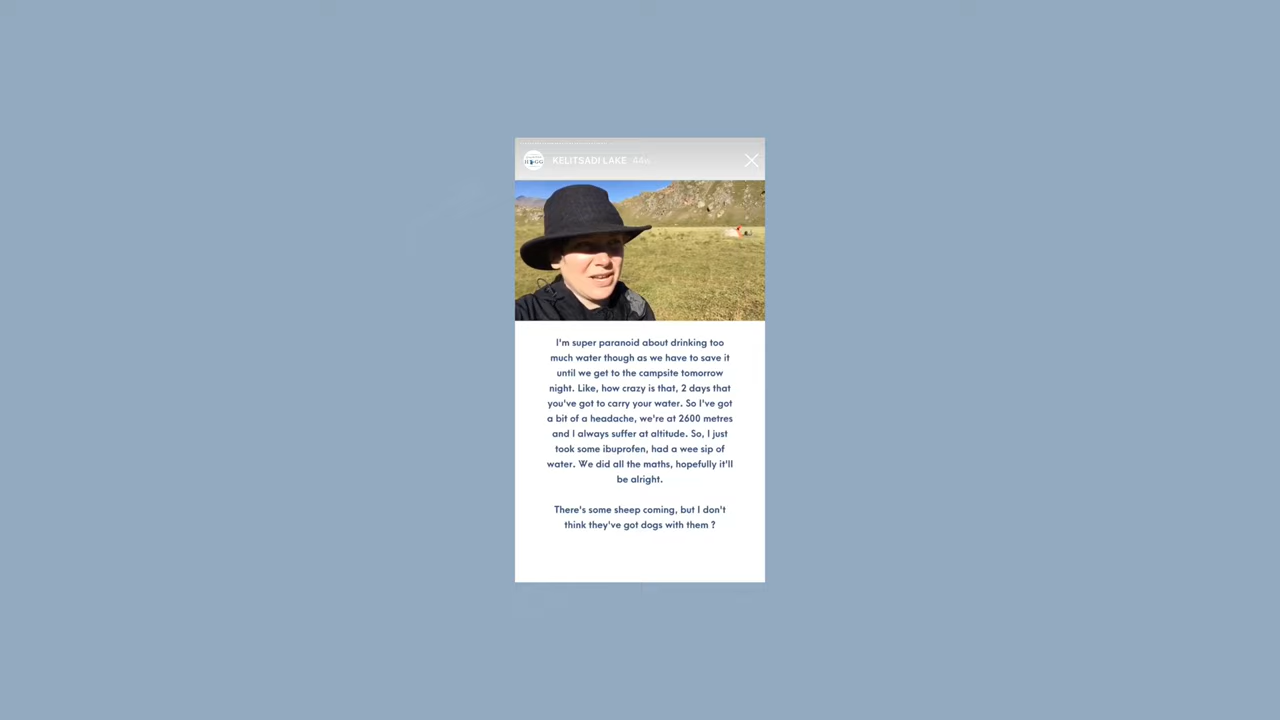 HOGG
KELITSADI LAKE 44w
I'm super paranoid about drinking too
much water though as we have to save it
until we get to the campsite tomorrow
night. Like, how crazy is that, 2 days that
you've got to carry your water. So I've got
a bit of a headache, we're at 2600 metres
and I always suffer at altitude. So, I just
took some ibuprofen, had a wee sip of
water. We did all the maths, hopefully it'll
be alright.
There's some sheep coming, but I don't
think they've got dogs with them ?